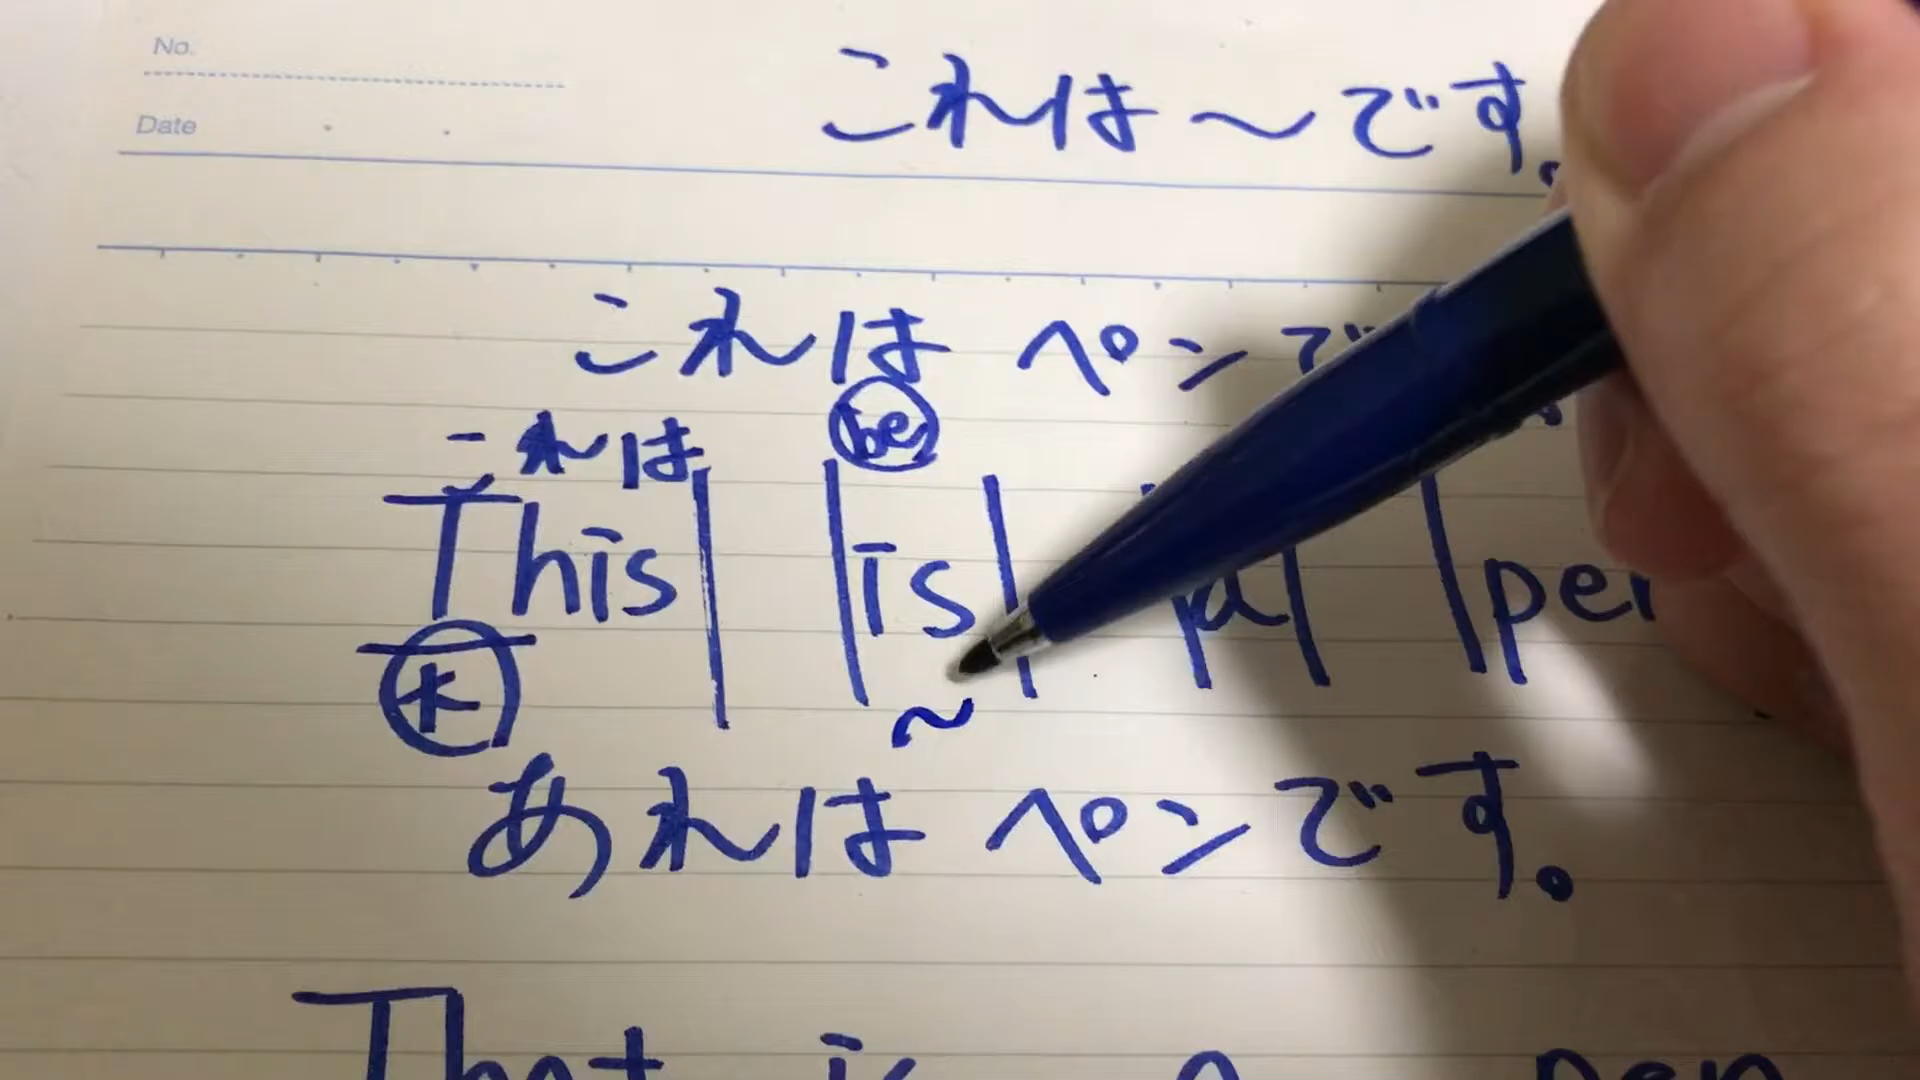 No.
Date
これは～です。
これは ペンで
be
これは
This is a pen
大
～
あれは ペンです。
That is a pen